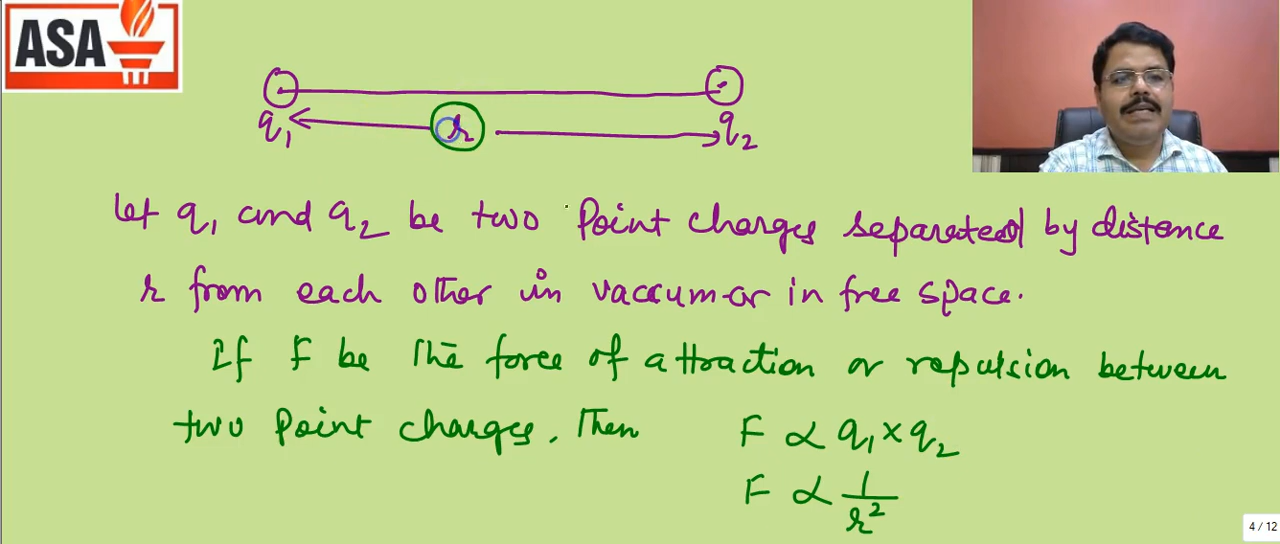 ASA
q₁ r q₂
Let q₁ and q₂ be two Point charges separated by distance
r from each other in vaccum or in free space.
If F be the force of attraction or repulsion between
two point charges, Then F ∝ q₁ × q₂
F ∝ 1/r²
4 / 12